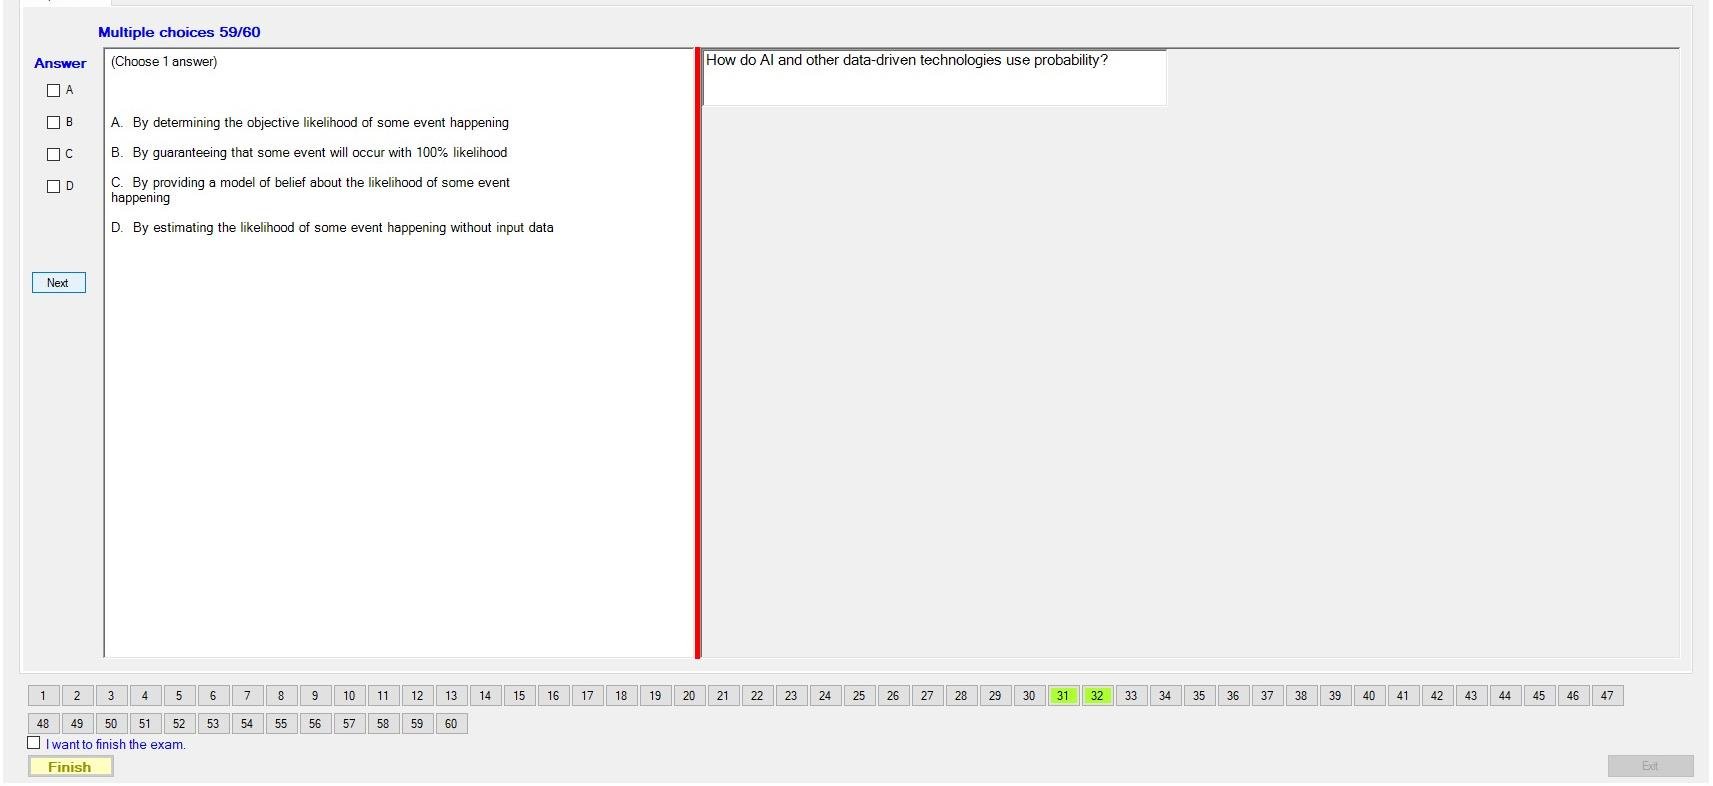 Multiple choices 59/60
Answer
A
B
C
D
Next
(Choose 1 answer)
A. By determining the objective likelihood of some event happening
B. By guaranteeing that some event will occur with 100% likelihood
C. By providing a model of belief about the likelihood of some event
happening
D. By estimating the likelihood of some event happening without input data
How do AI and other data-driven technologies use probability?
1 2 3 4 5 6 7 8 9 10 11 12 13 14 15 16 17 18 19 20 21 22 23 24 25 26 27 28 29 30 31 32 33 34 35 36 37 38 39 40 41 42 43 44 45 46 47
48 49 50 51 52 53 54 55 56 57 58 59 60
I want to finish the exam.
Finish
Exit